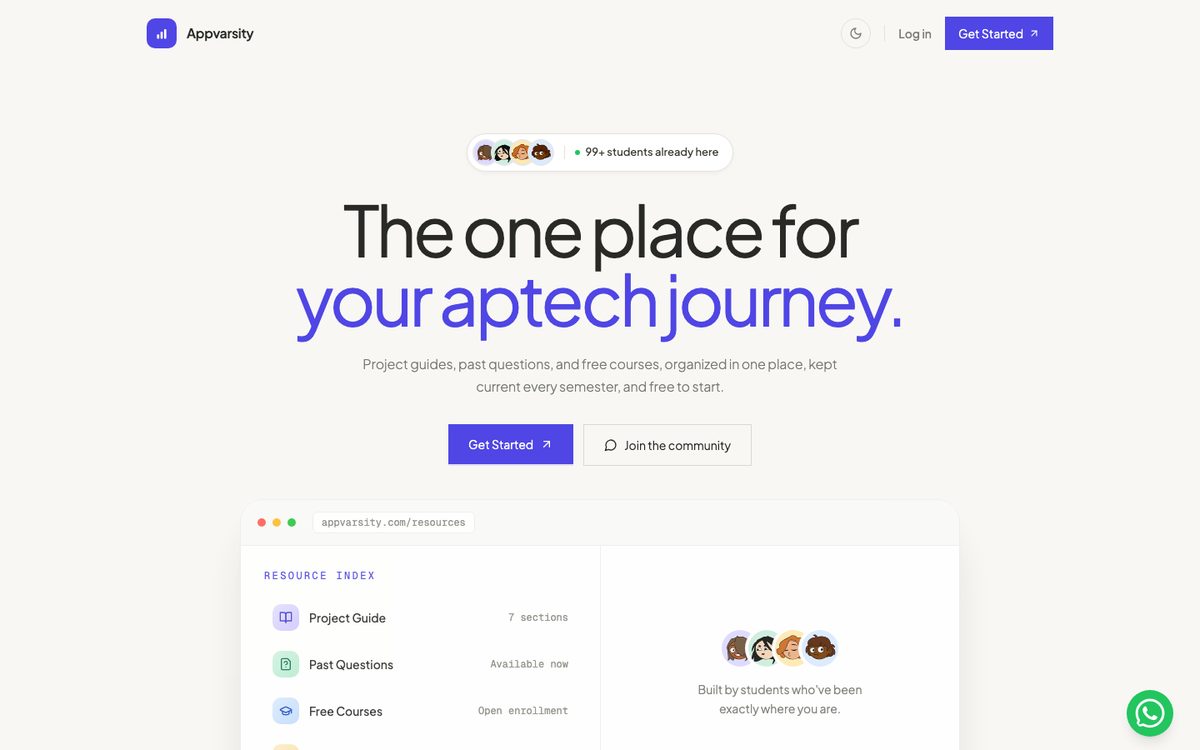 Appvarsity
Log in
Get Started
99+ students already here
The one place for
your aptech journey.
Project guides, past questions, and free courses, organized in one place, kept
current every semester, and free to start.
Get Started
Join the community
appvarsity.com/resources
RESOURCE INDEX
Project Guide
7 sections
Past Questions
Available now
Free Courses
Open enrollment
Built by students who've been
exactly where you are.